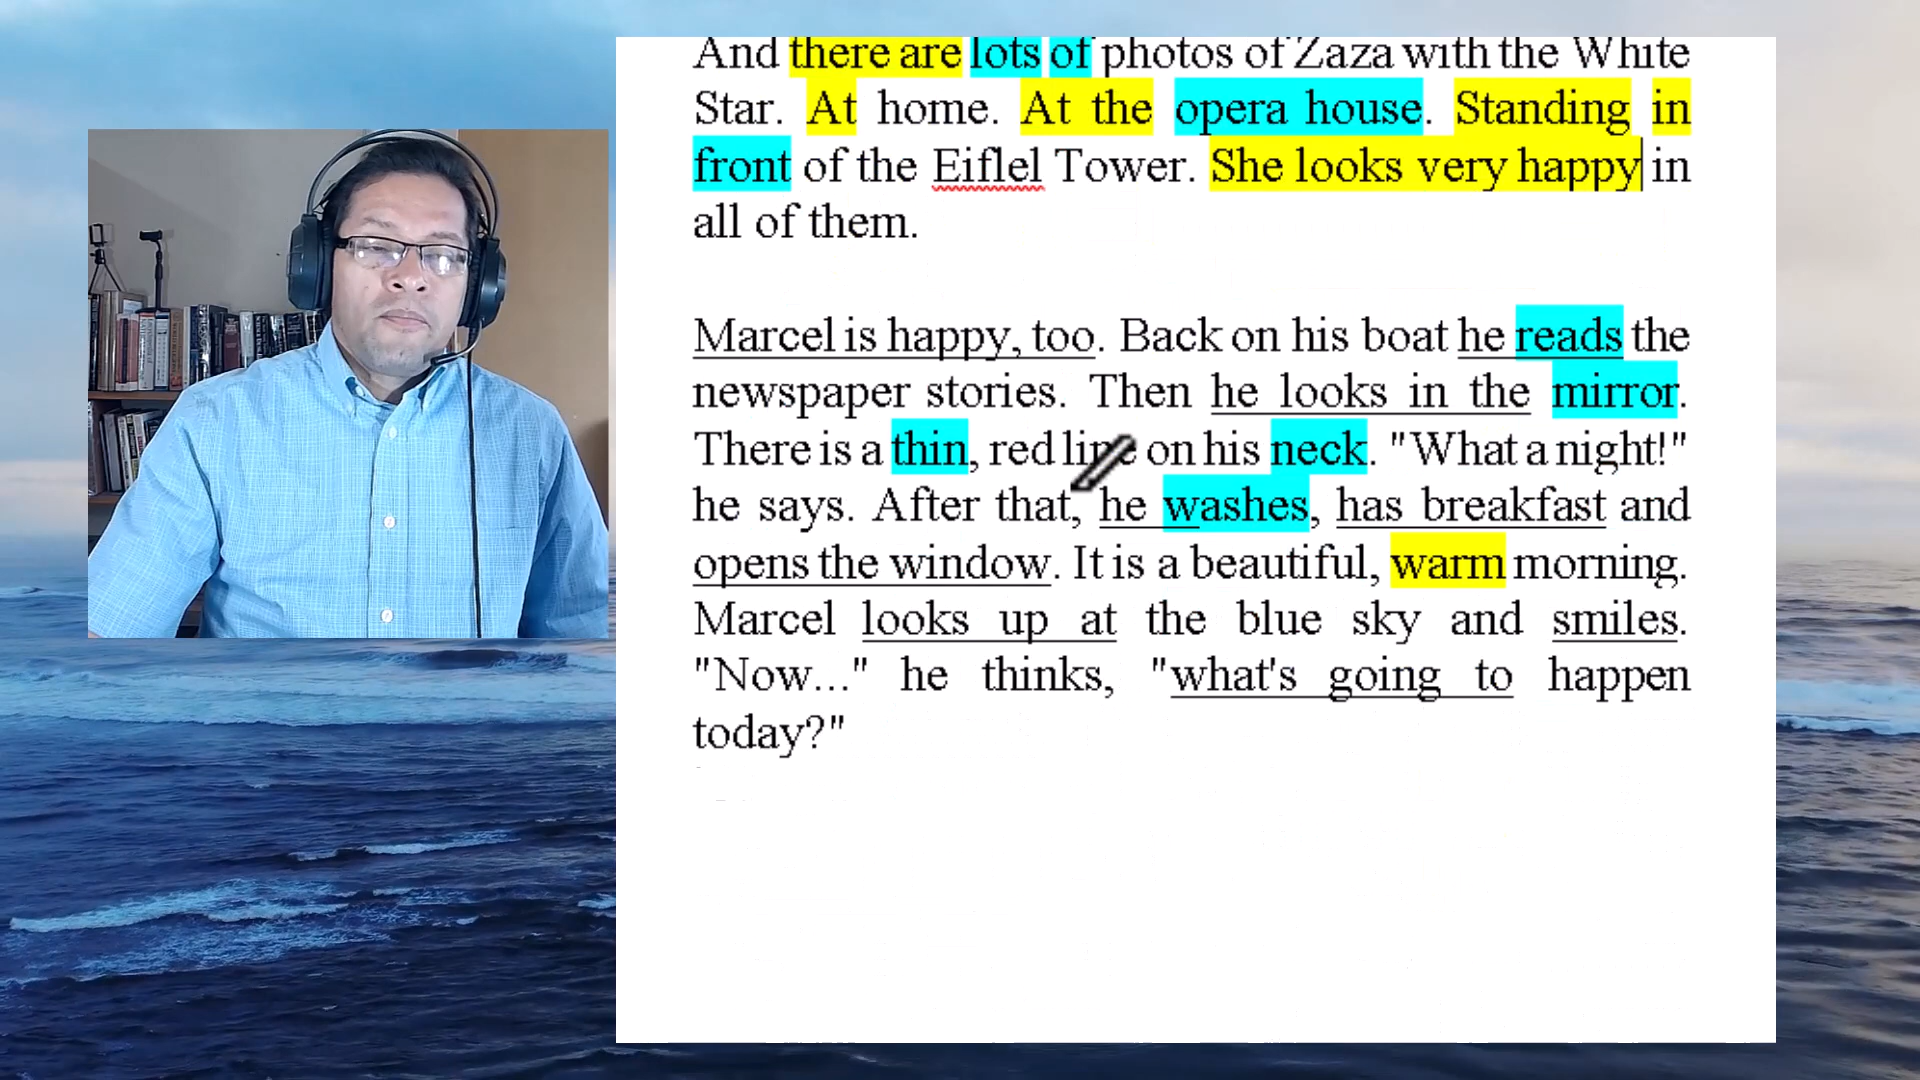 And there are lots of photos of Zaza with the White
Star. At home. At the opera house. Standing in
front of the Eiflel Tower. She looks very happy in
all of them.
Marcel is happy, too. Back on his boat he reads the
newspaper stories. Then he looks in the mirror.
There is a thin, red line on his neck. "What a night!"
he says. After that, he washes, has breakfast and
opens the window. It is a beautiful, warm morning.
Marcel looks up at the blue sky and smiles.
"Now..." he thinks, "what's going to happen
today?"